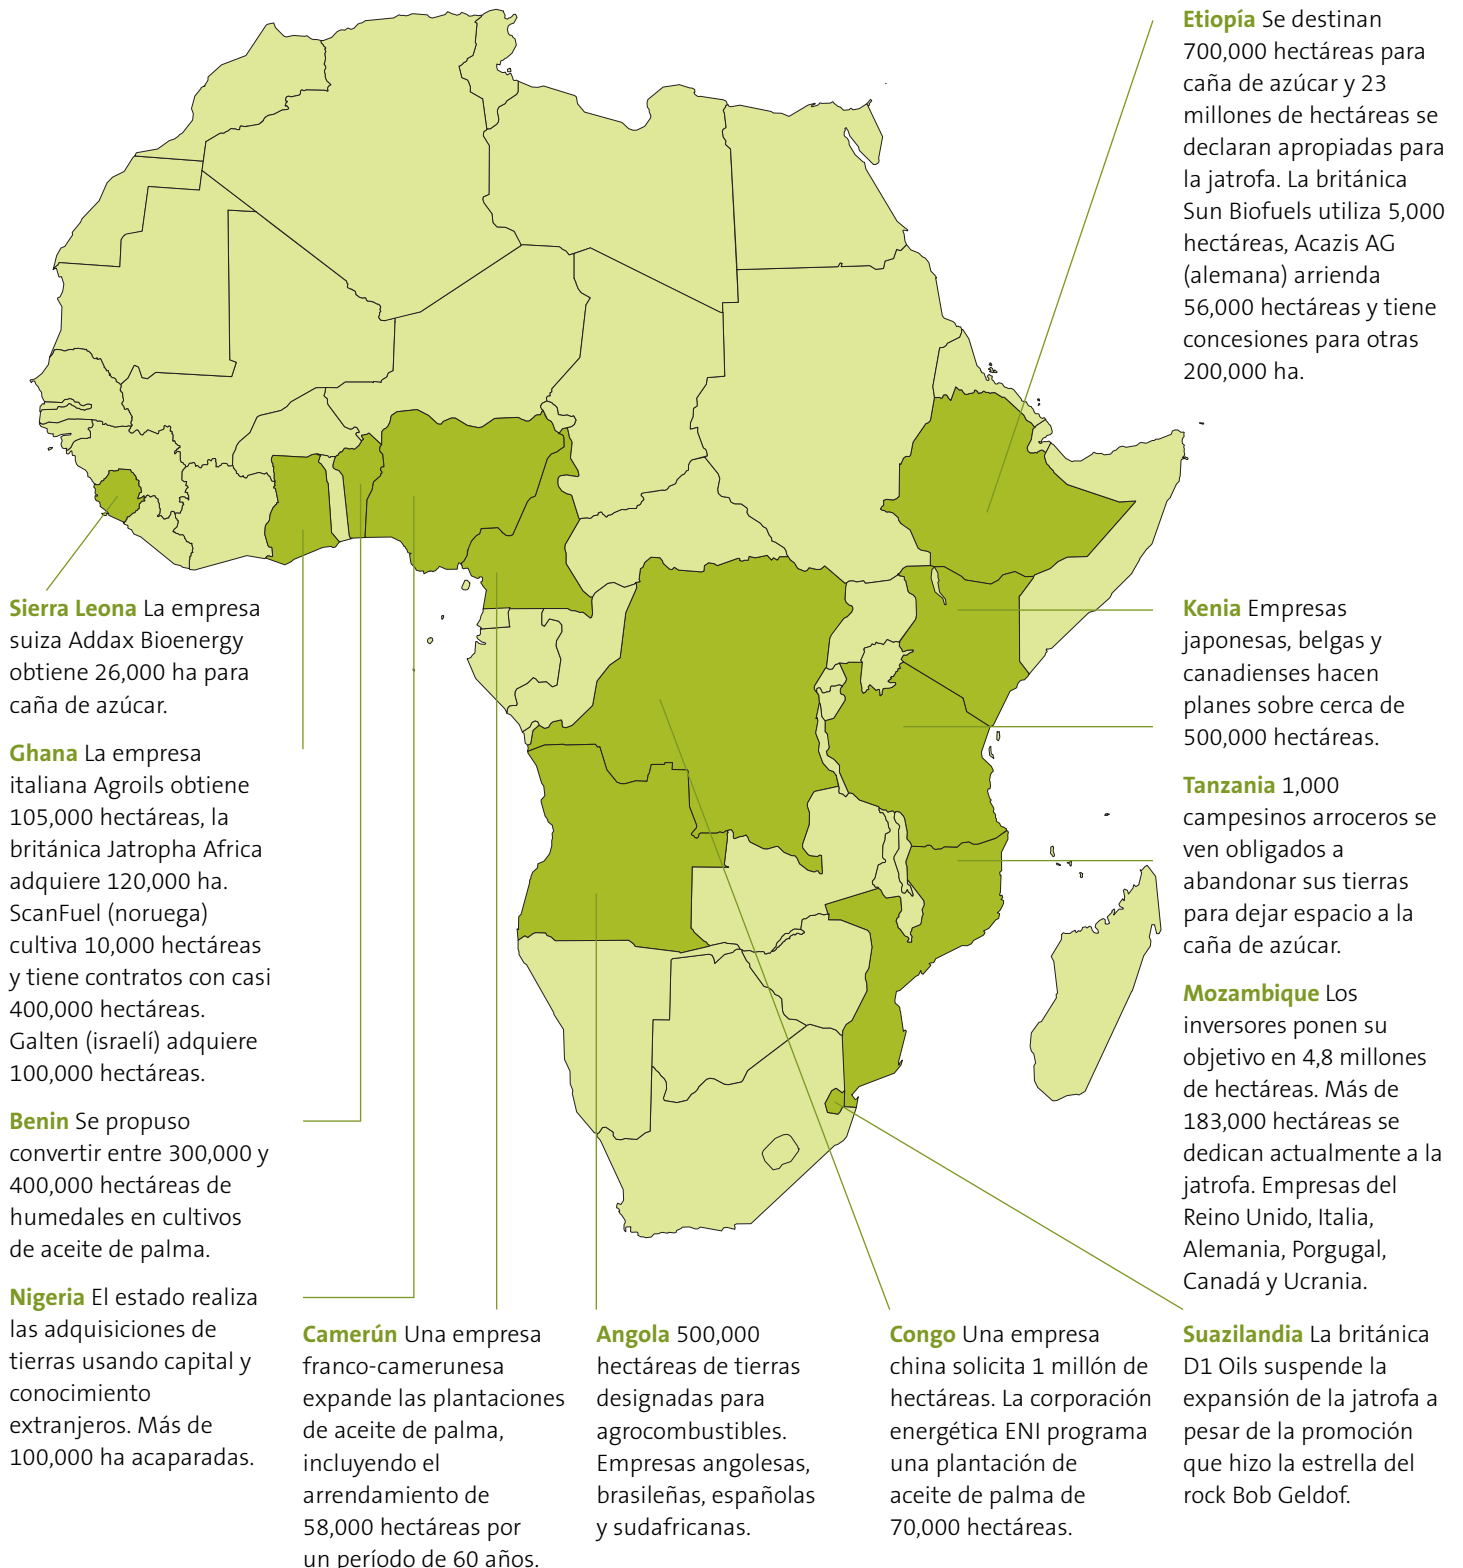 Etiopía Se destinan
700,000 hectáreas para
caña de azúcar y 23
millones de hectáreas se
declaran apropiadas para
la jatrofa. La británica
Sun Biofuels utiliza 5,000
hectáreas, Acazis AG
(alemana) arrienda
56,000 hectáreas y tiene
concesiones para otras
200,000 ha.
Sierra Leona La empresa
suiza Addax Bioenergy
obtiene 26,000 ha para
caña de azúcar.
Ghana La empresa
italiana Agroils obtiene
105,000 hectáreas, la
británica Jatropha Africa
adquiere 120,000 ha.
ScanFuel (noruega)
cultiva 10,000 hectáreas
y tiene contratos con casi
400,000 hectáreas.
Galten (israelí) adquiere
100,000 hectáreas.
Benin Se propuso
convertir entre 300,000 y
400,000 hectáreas de
humedales en cultivos
de aceite de palma.
Nigeria El estado realiza
las adquisiciones de
tierras usando capital y
conocimiento
extranjeros. Más de
100,000 ha acaparadas.
Camerún Una empresa
franco-camerunesa
expande las plantaciones
de aceite de palma,
incluyendo el
arrendamiento de
58,000 hectáreas por
un período de 60 años.
Angola 500,000
hectáreas de tierras
designadas para
agrocombustibles.
Empresas angolesas,
brasileñas, españolas
y sudafricanas.
Congo Una empresa
china solicita 1 millón de
hectáreas. La corporación
energética ENI programa
una plantación de
aceite de palma de
70,000 hectáreas.
Kenia Empresas
japonesas, belgas y
canadienses hacen
planes sobre cerca de
500,000 hectáreas.
Tanzania 1,000
campesinos arroceros se
ven obligados a
abandonar sus tierras
para dejar espacio a la
caña de azúcar.
Mozambique Los
inversores ponen su
objetivo en 4,8 millones
de hectáreas. Más de
183,000 hectáreas se
dedican actualmente a la
jatrofa. Empresas del
Reino Unido, Italia,
Alemania, Porgugal,
Canadá y Ucrania.
Suazilandia La británica
D1 Oils suspende la
expansión de la jatrofa a
pesar de la promoción
que hizo la estrella del
rock Bob Geldof.